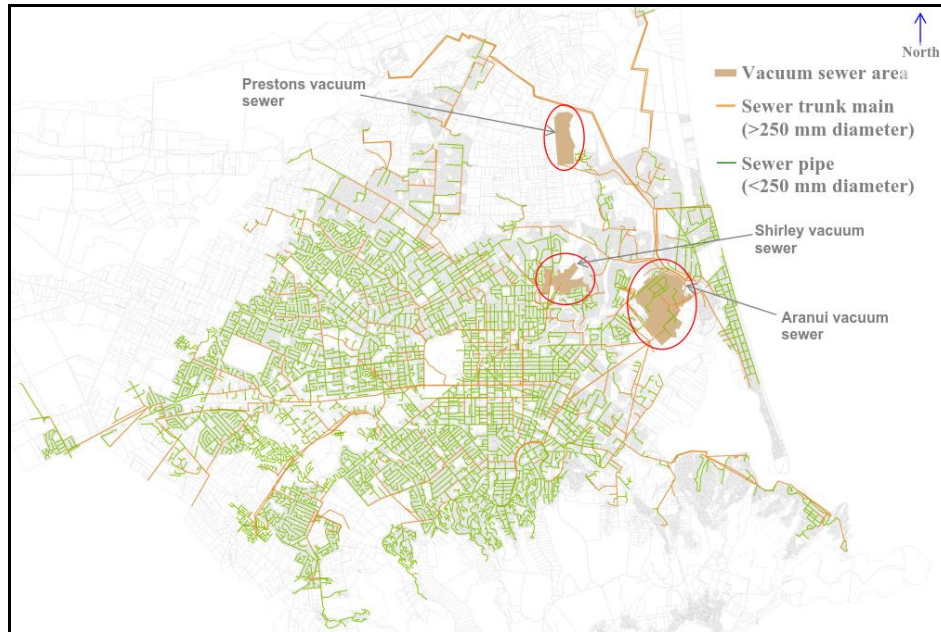 North
Prestons vacuum
sewer
Vacuum sewer area
Sewer trunk main
(>250 mm diameter)
Sewer pipe
(<250 mm diameter)
Shirley vacuum
sewer
Aranui vacuum
sewer